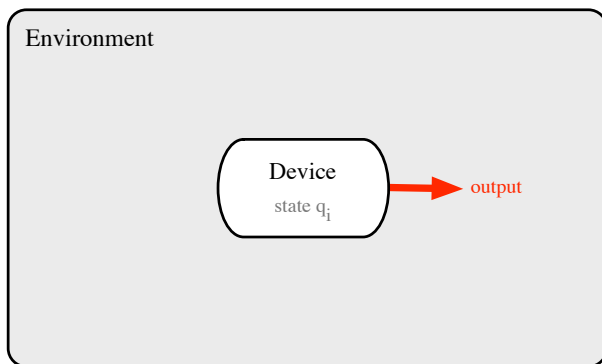 Environment
Device
state qᵢ
output